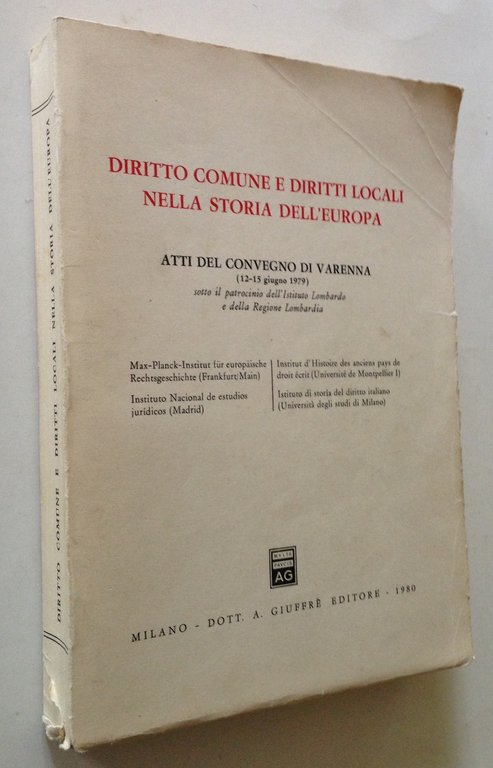 DIRITTO COMUNE E DIRITTI LOCALI NELLA STORIA DELL'EUROPA
DIRITTO COMUNE E DIRITTI LOCALI
NELLA STORIA DELL'EUROPA
ATTI DEL CONVEGNO DI VARENNA
(12-15 giugno 1979)
sotto il patrocinio dell'Istituto Lombardo
e della Regione Lombardia
Max-Planck-Institut für europäische
Rechtsgeschichte (Frankfurt/Main)
Instituto Nacional de estudios
jurídicos (Madrid)
Institut d'Histoire des anciens pays de
droit écrit (Université de Montpellier I)
Istituto di storia del diritto italiano
(Università degli studi di Milano)
MULTA
PAUCIS
AG
MILANO - DOTT. A. GIUFFRÈ EDITORE - 1980